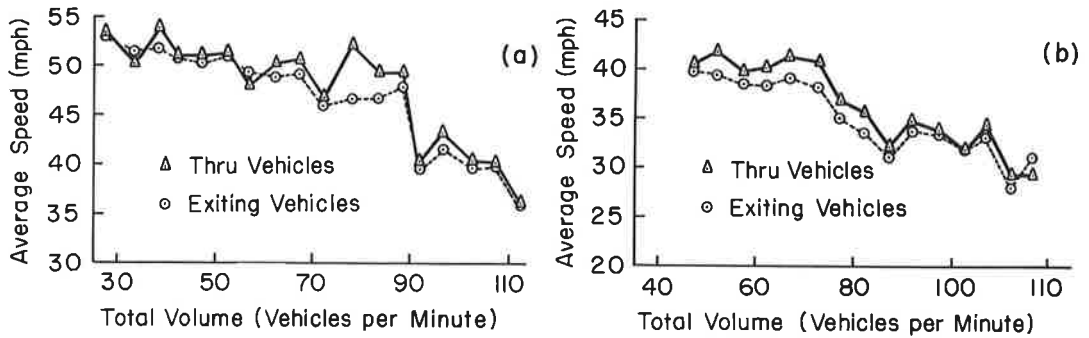 Average Speed (mph)
55
50
45
40
35
30
(a)
Thru Vehicles
Exiting Vehicles
30
50
70
90
110
Total Volume (Vehicles per Minute)
Average Speed (mph)
45
40
35
30
25
20
(b)
Thru Vehicles
Exiting Vehicles
40
60
80
100
110
Total Volume (Vehicles per Minute)